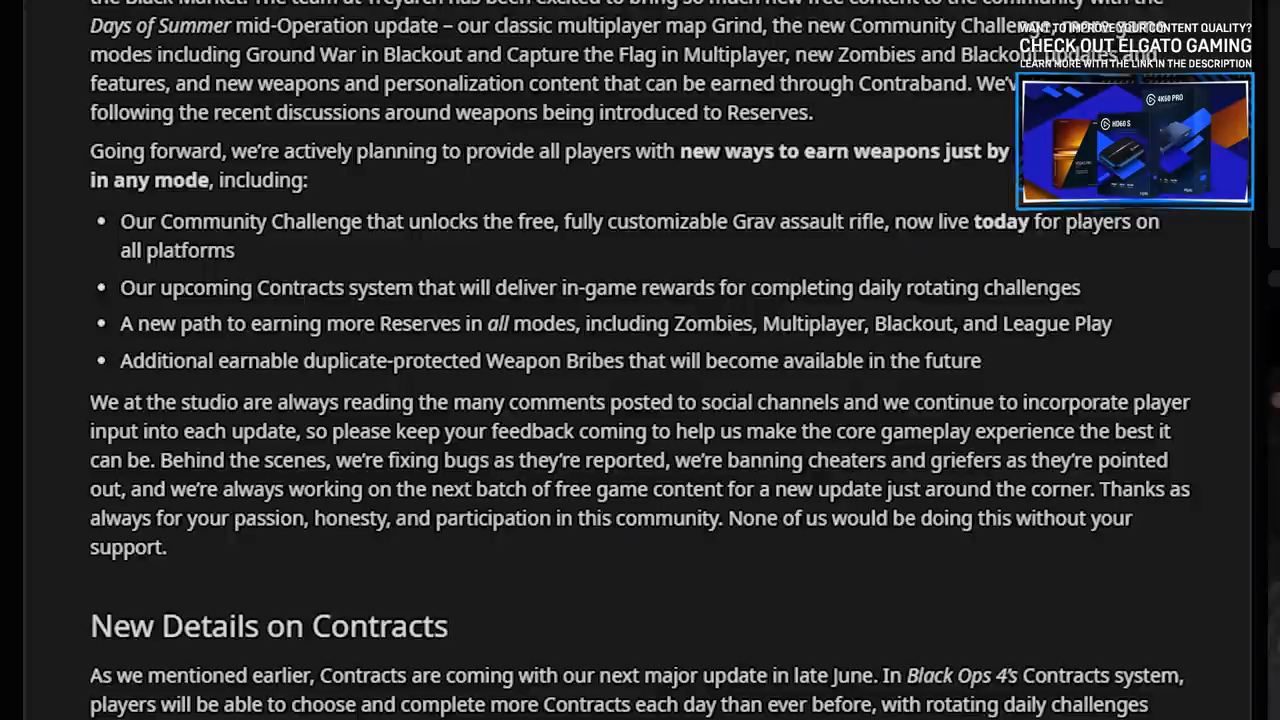 the Black Market. The team at Treyarch has been excited to bring so much new free content to the community with the
Days of Summer mid-Operation update – our classic multiplayer map Grind, the new Community Challenge,
modes including Ground War in Blackout and Capture the Flag in Multiplayer, new Zombies and Blackout updates and
features, and new weapons and personalization content that can be earned through Contraband. We've
following the recent discussions around weapons being introduced to Reserves.
Going forward, we're actively planning to provide all players with new ways to earn weapons just by
in any mode, including:
• Our Community Challenge that unlocks the free, fully customizable Grav assault rifle, now live today for players on
all platforms
• Our upcoming Contracts system that will deliver in-game rewards for completing daily rotating challenges
• A new path to earning more Reserves in all modes, including Zombies, Multiplayer, Blackout, and League Play
• Additional earnable duplicate-protected Weapon Bribes that will become available in the future
We at the studio are always reading the many comments posted to social channels and we continue to incorporate player
input into each update, so please keep your feedback coming to help us make the core gameplay experience the best it
can be. Behind the scenes, we're fixing bugs as they're reported, we're banning cheaters and griefers as they're pointed
out, and we're always working on the next batch of free game content for a new update just around the corner. Thanks as
always for your passion, honesty, and participation in this community. None of us would be doing this without your
support.
New Details on Contracts
As we mentioned earlier, Contracts are coming with our next major update in late June. In Black Ops 4's Contracts system,
players will be able to choose and complete more Contracts each day than ever before, with rotating daily challenges
WANT TO IMPROVE YOUR CONTENT QUALITY?
CHECK OUT ELGATO GAMING
LEARN MORE WITH THE LINK IN THE DESCRIPTION
4K60 PRO
HD60 S